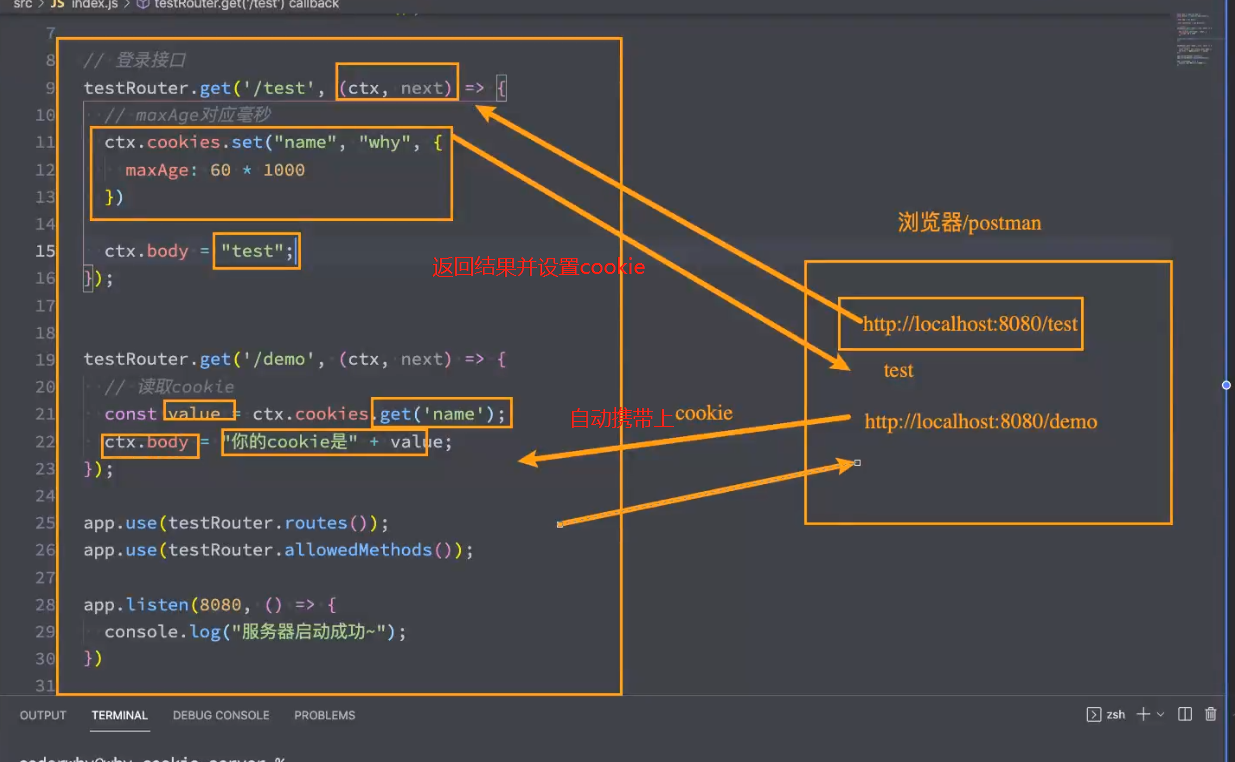 src > JS index.js > testRouter.get('/test') callback
7
8 // 登录接口
9 testRouter.get('/test', (ctx, next) => {
10 // maxAge对应毫秒
11 ctx.cookies.set("name", "why", {
12 maxAge: 60 * 1000
13 })
14
15 ctx.body = "test";
16 });
17
18
19 testRouter.get('/demo', (ctx, next) => {
20 // 读取cookie
21 const value = ctx.cookies.get('name');
22 ctx.body = "你的cookie是" + value;
23 });
24
25 app.use(testRouter.routes());
26 app.use(testRouter.allowedMethods());
27
28 app.listen(8080, () => {
29 console.log("服务器启动成功~");
30 })
31
返回结果并设置cookie
自动携带上cookie
浏览器/postman
http://localhost:8080/test
test
http://localhost:8080/demo
OUTPUT TERMINAL DEBUG CONSOLE PROBLEMS
zsh